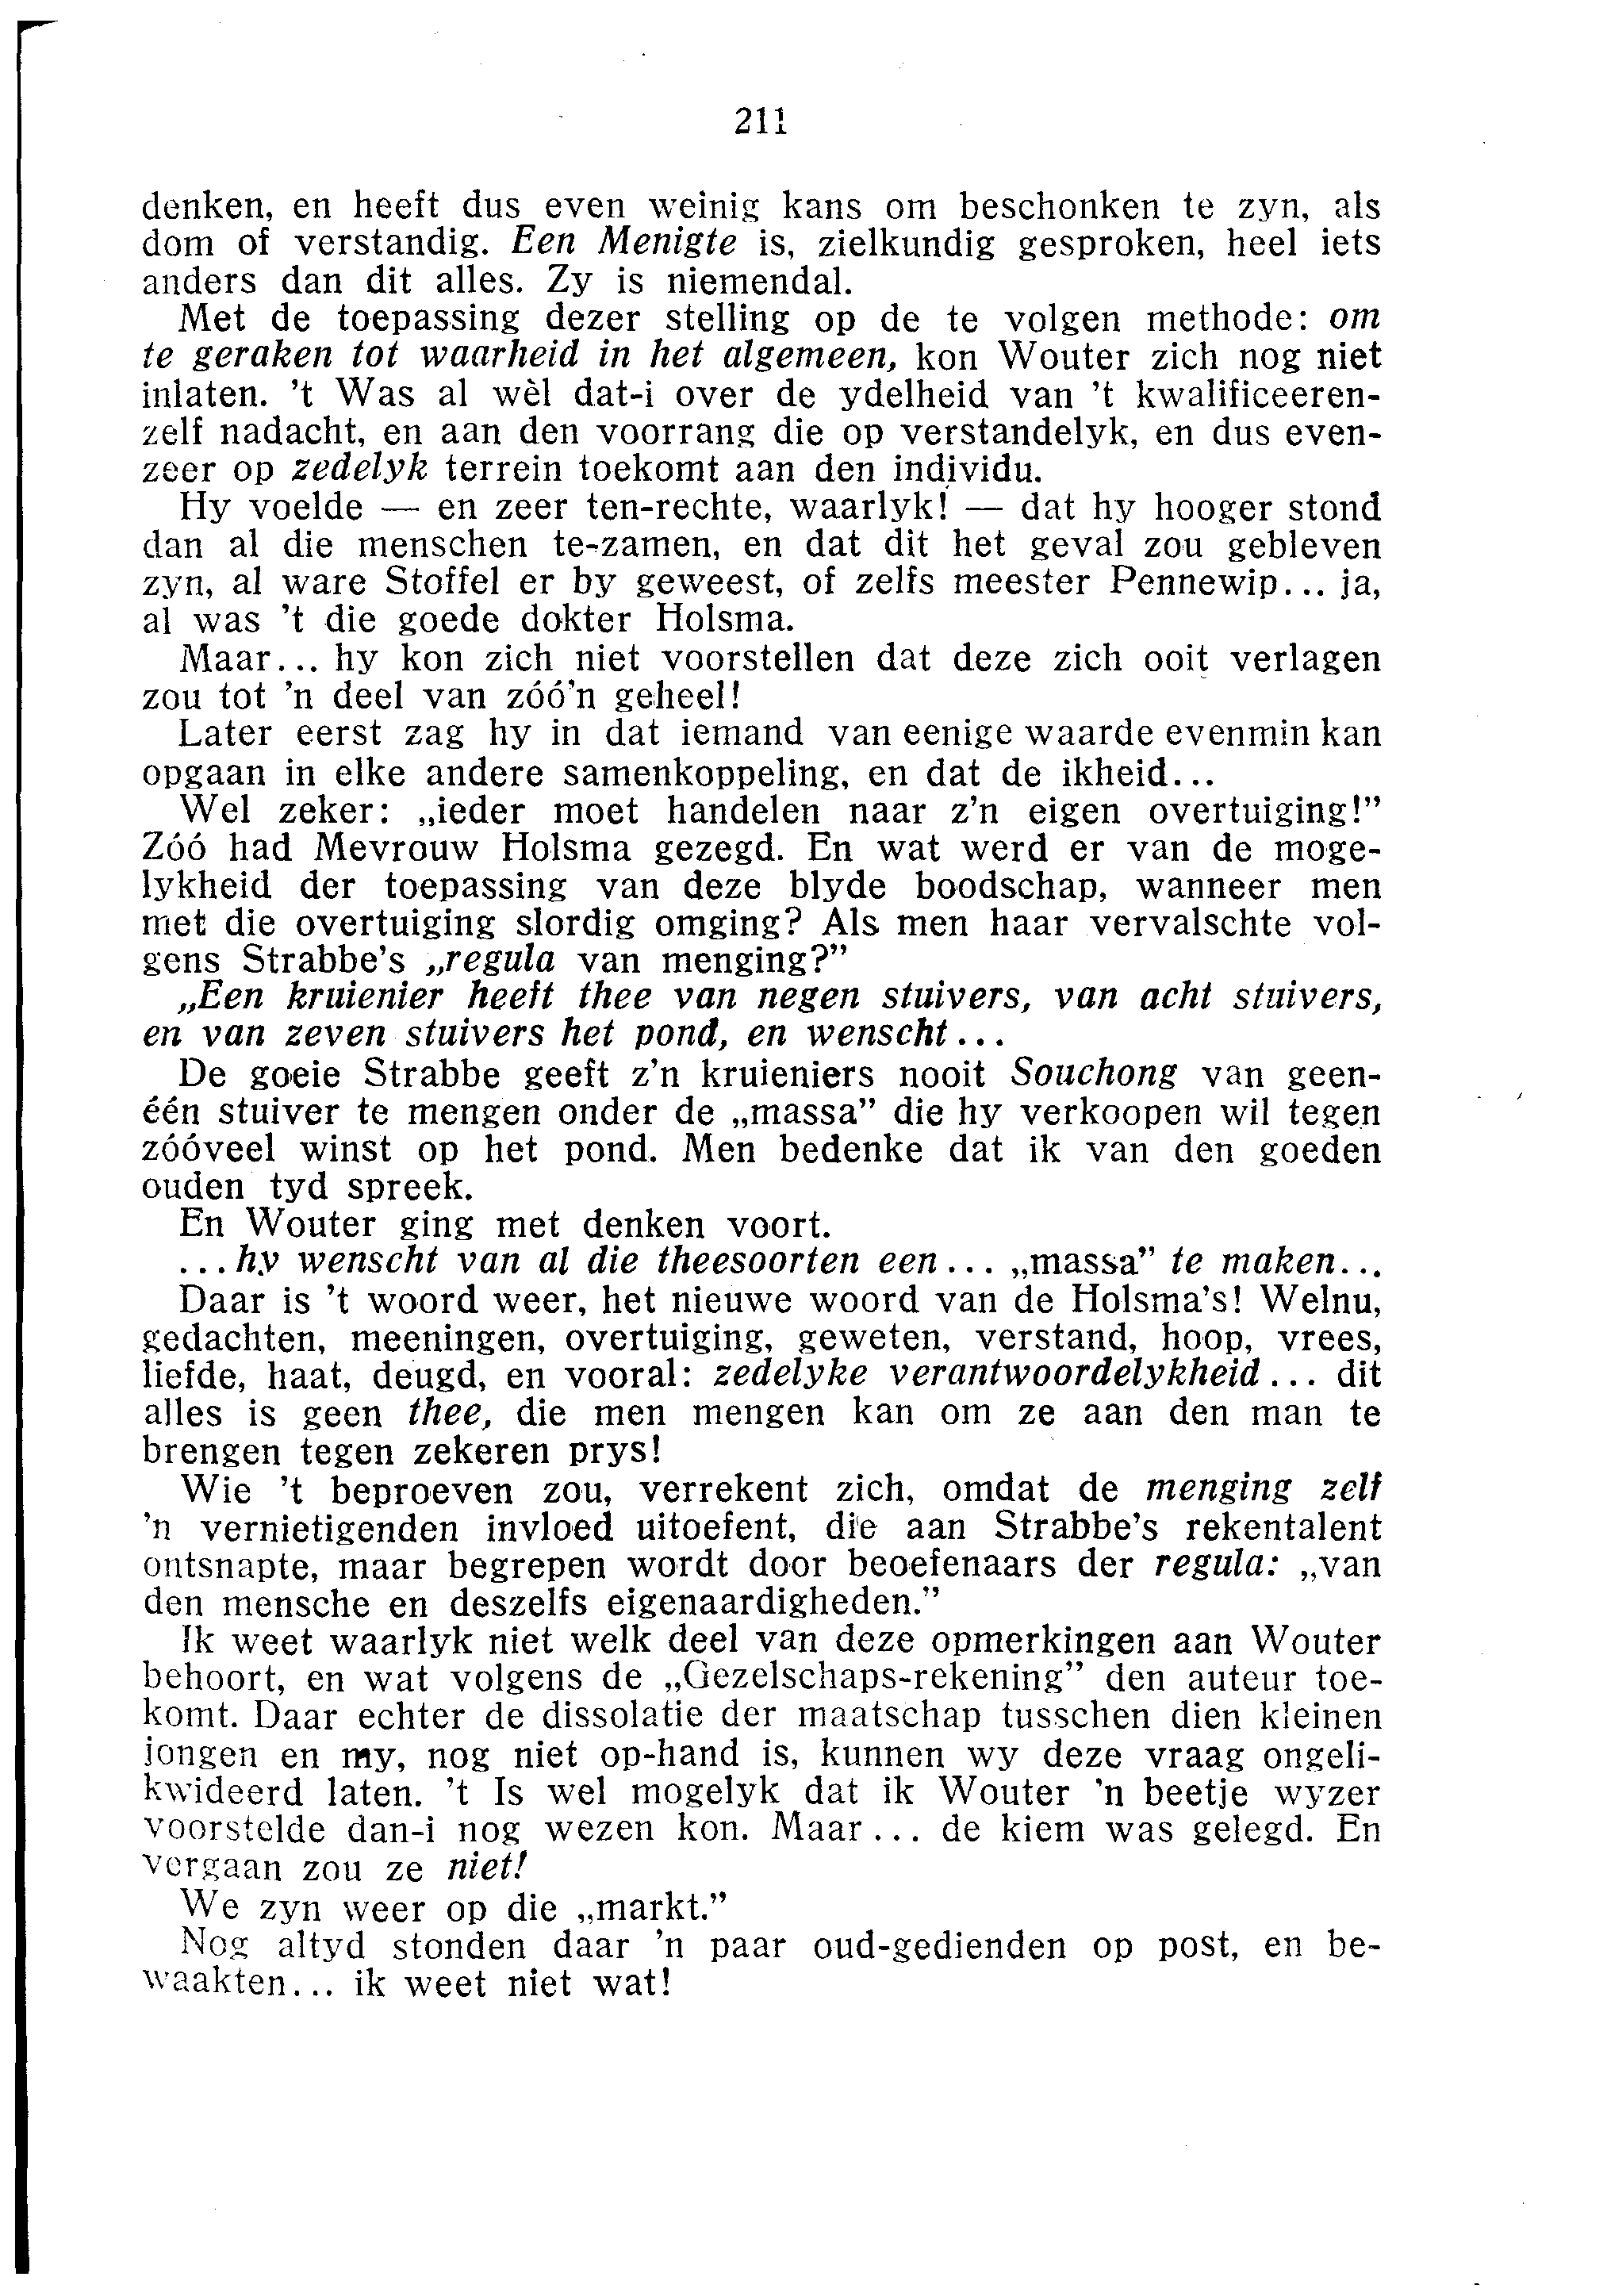 211
denken, en heeft dus even weinig kans om beschonken te zyn, als
dom of verstandig. Een Menigte is, zielkundig gesproken, heel iets
anders dan dit alles. Zy is niemendal.
Met de toepassing dezer stelling op de te volgen methode: om
te geraken tot waarheid in het algemeen, kon Wouter zich nog niet
inlaten. 't Was al wèl dat-i over de ydelheid van 't kwalificeeren-
zelf nadacht, en aan den voorrang die op verstandelyk, en dus even-
zeer op zedelyk terrein toekomt aan den individu.
Hy voelde — en zeer ten-rechte, waarlyk! — dat hy hooger stond
dan al die menschen te-zamen, en dat dit het geval zou gebleven
zyn, al ware Stoffel er by geweest, of zelfs meester Pennewip... ja,
al was 't die goede dokter Holsma.
Maar... hy kon zich niet voorstellen dat deze zich ooit verlagen
zou tot 'n deel van zóó'n geheel!
Later eerst zag hy in dat iemand van eenige waarde evenmin kan
opgaan in elke andere samenkoppeling, en dat de ikheid...
Wel zeker: „ieder moet handelen naar z'n eigen overtuiging!”
Zóó had Mevrouw Holsma gezegd. En wat werd er van de moge-
lykheid der toepassing van deze blyde boodschap, wanneer men
met die overtuiging slordig omging? Als men haar vervalschte vol-
gens Strabbe's „regula van menging?”
„Een kruienier heeft thee van negen stuivers, van acht stuivers,
en van zeven stuivers het pond, en wenscht...
De goeie Strabbe geeft z'n kruieniers nooit Souchong van geen-
één stuiver te mengen onder de „massa” die hy verkoopen wil tegen
zóóveel winst op het pond. Men bedenke dat ik van den goeden
ouden tyd spreek.
En Wouter ging met denken voort.
...hy wenscht van al die theesoorten een... „massa” te maken...
Daar is 't woord weer, het nieuwe woord van de Holsma's! Welnu,
gedachten, meeningen, overtuiging, geweten, verstand, hoop, vrees,
liefde, haat, deugd, en vooral: zedelyke verantwoordelykheid... dit
alles is geen thee, die men mengen kan om ze aan den man te
brengen tegen zekeren prys!
Wie 't beproeven zou, verrekent zich, omdat de menging zelf
'n vernietigenden invloed uitoefent, die aan Strabbe's rekentalent
ontsnapte, maar begrepen wordt door beoefenaars der regula: „van
den mensche en deszelfs eigenaardigheden.”
Ik weet waarlyk niet welk deel van deze opmerkingen aan Wouter
behoort, en wat volgens de „Gezelschaps-rekening” den auteur toe-
komt. Daar echter de dissolatie der maatschap tusschen dien kleinen
jongen en my, nog niet op-hand is, kunnen wy deze vraag ongeli-
kwideerd laten. 't Is wel mogelyk dat ik Wouter 'n beetje wyzer
voorstelde dan-i nog wezen kon. Maar... de kiem was gelegd. En
vergaan zou ze niet!
We zyn weer op die „markt.”
Nog altyd stonden daar 'n paar oud-gedienden op post, en be-
waakten... ik weet niet wat!